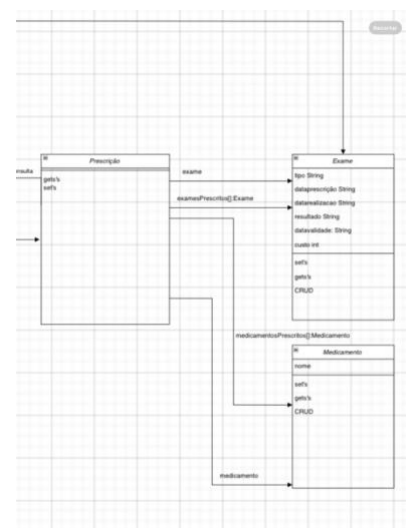 Prescrição
get's's
set's
exame
examesPrescritos[]:Exame
Exame
tipo String
dataprescrição String
datarealizacao String
resultado String
datavalidade: String
custo int
set's
gets's
CRUD
medicamentosPrescritos[]:Medicamento
Medicamento
nome
set's
gets's
CRUD
medicamento